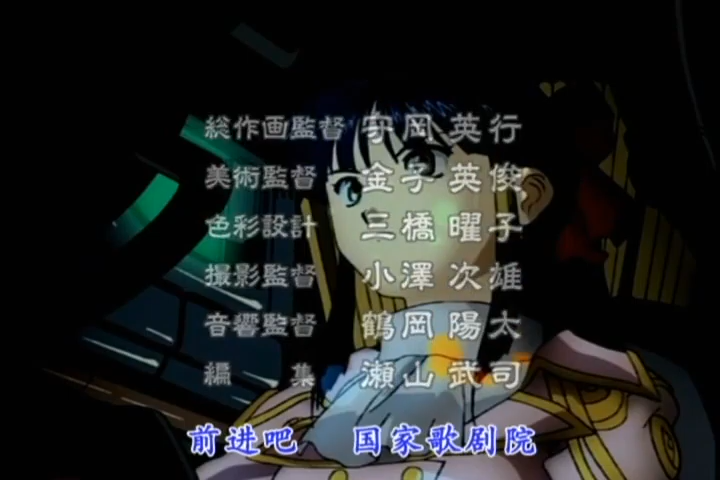 総作画監督 守岡 英行
美術監督 金子 英俊
色彩設計 三橋 曜子
撮影監督 小澤 次雄
音響監督 鶴岡 陽太
編 集 瀬山 武司
前进吧 国家歌剧院